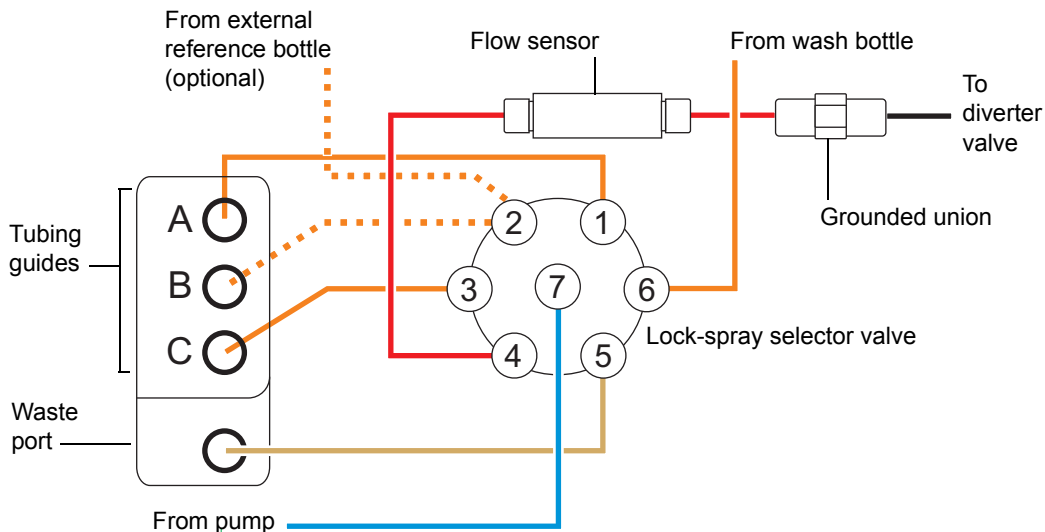 From external
reference bottle
(optional)
Flow sensor
From wash bottle
To
diverter
valve
Grounded union
Tubing
guides
A
B
C
2
1
3
7
6
4
5
Lock-spray selector valve
Waste
port
From pump